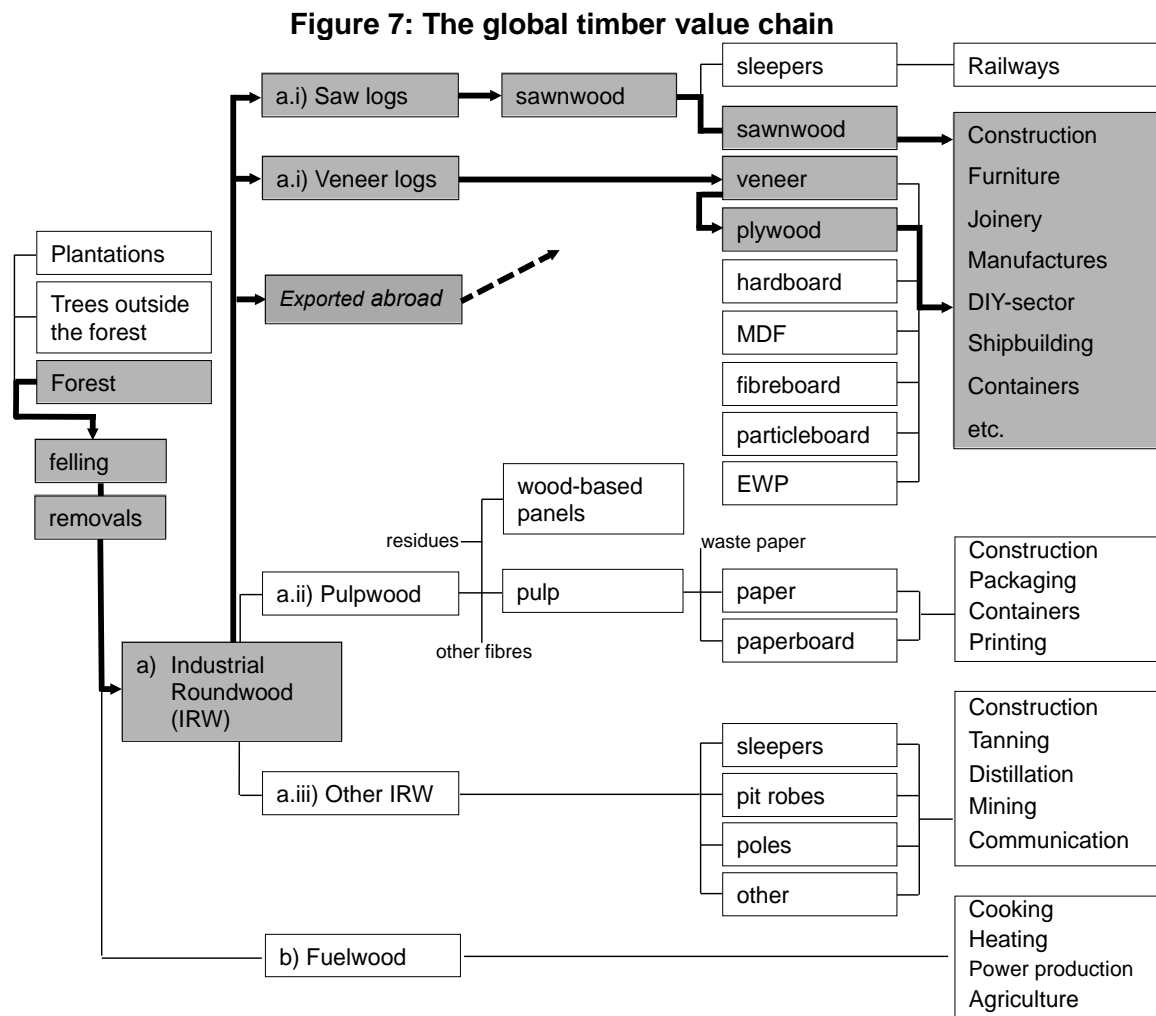 Figure 7: The global timber value chain
a.i) Saw logs
sawnwood
sleepers
Railways
sawnwood
a.i) Veneer logs
veneer
plywood
hardboard
MDF
fibreboard
particleboard
EWP
Construction
Furniture
Joinery
Manufactures
DIY-sector
Shipbuilding
Containers
etc.
Exported abroad
Plantations
Trees outside
the forest
Forest
felling
removals
a) Industrial
Roundwood
(IRW)
a.ii) Pulpwood
residues
other fibres
wood-based
panels
pulp
waste paper
paper
paperboard
Construction
Packaging
Containers
Printing
a.iii) Other IRW
sleepers
pit robes
poles
other
Construction
Tanning
Distillation
Mining
Communication
b) Fuelwood
Cooking
Heating
Power production
Agriculture